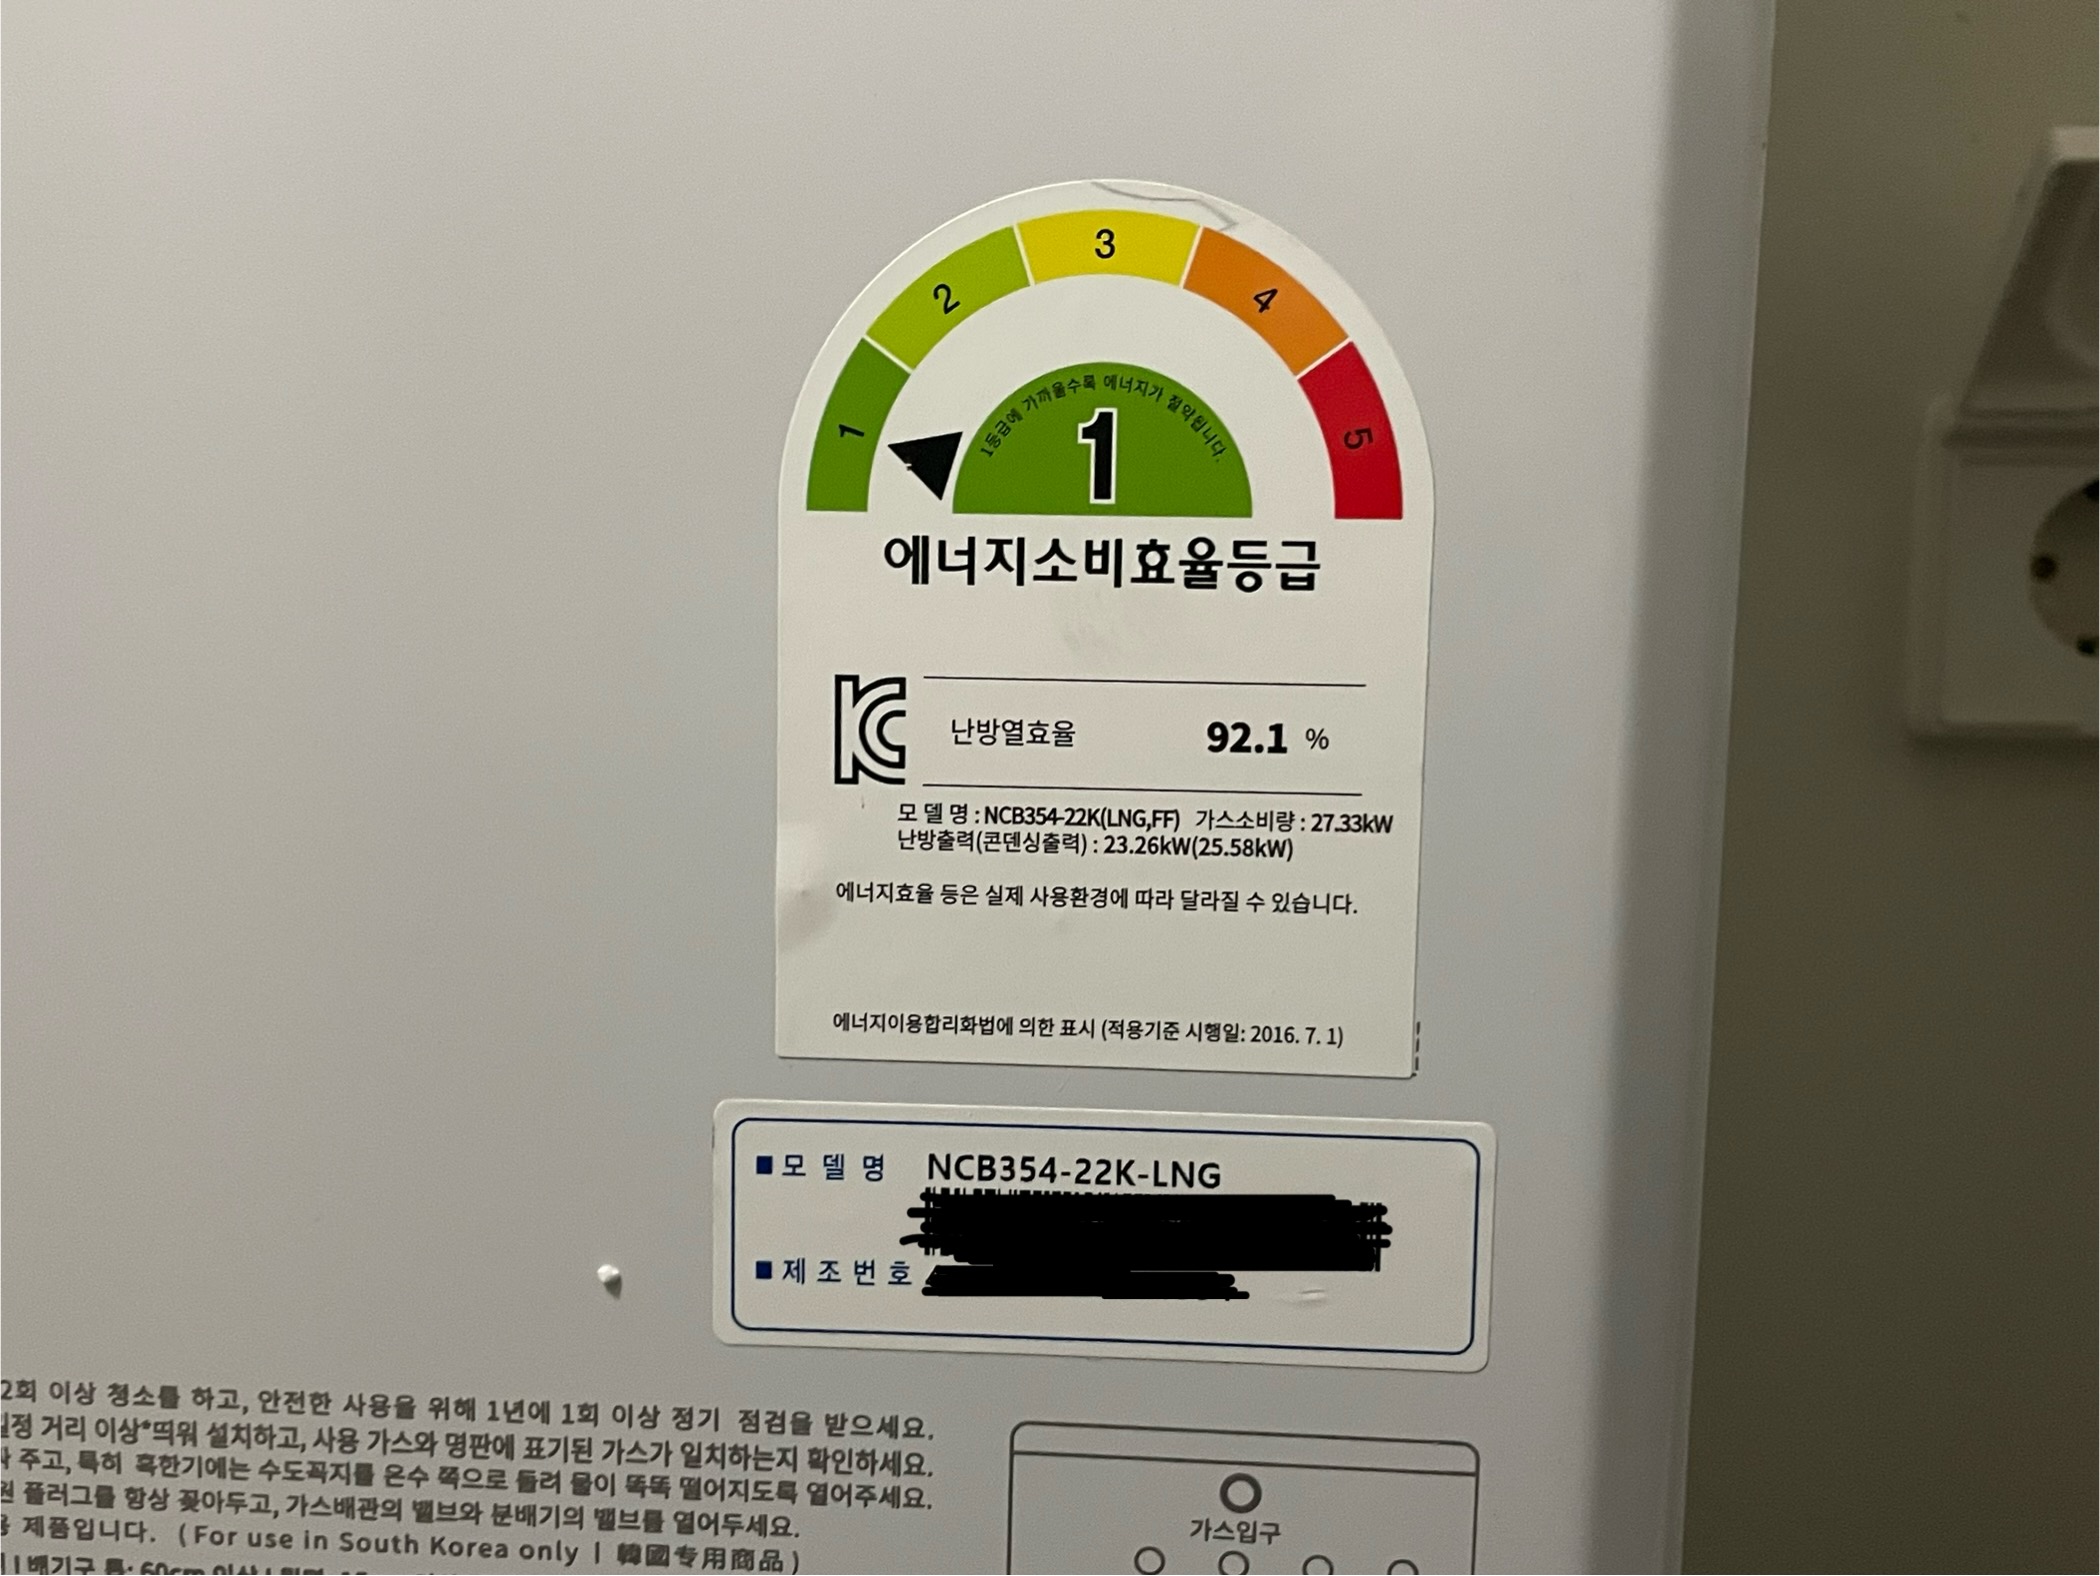 1
2
3
4
5
1등급에 가까울수록 에너지가 절약됩니다.
1
에너지소비효율등급
난방열효율 92.1 %
모 델 명 : NCB354-22K(LNG,FF) 가스소비량 : 27.33kW
난방출력(콘덴싱출력) : 23.26kW(25.58kW)
에너지효율 등은 실제 사용환경에 따라 달라질 수 있습니다.
에너지이용합리화법에 의한 표시 (적용기준 시행일: 2016. 7. 1)
■ 모 델 명 NCB354-22K-LNG
■ 제 조 번 호
2회 이상 청소를 하고, 안전한 사용을 위해 1년에 1회 이상 정기 점검을 받으세요.
거리 이상*띄워 설치하고, 사용 가스와 명판에 표기된 가스가 일치하는지 확인하세요.
주고, 특히 혹한기에는 수도꼭지를 온수 쪽으로 돌려 물이 똑똑 떨어지도록 열어주세요.
플러그를 항상 꽂아두고, 가스배관의 밸브와 분배기의 밸브를 열어두세요.
제품입니다. (For use in South Korea only | 韓國专用商品)
가스입구